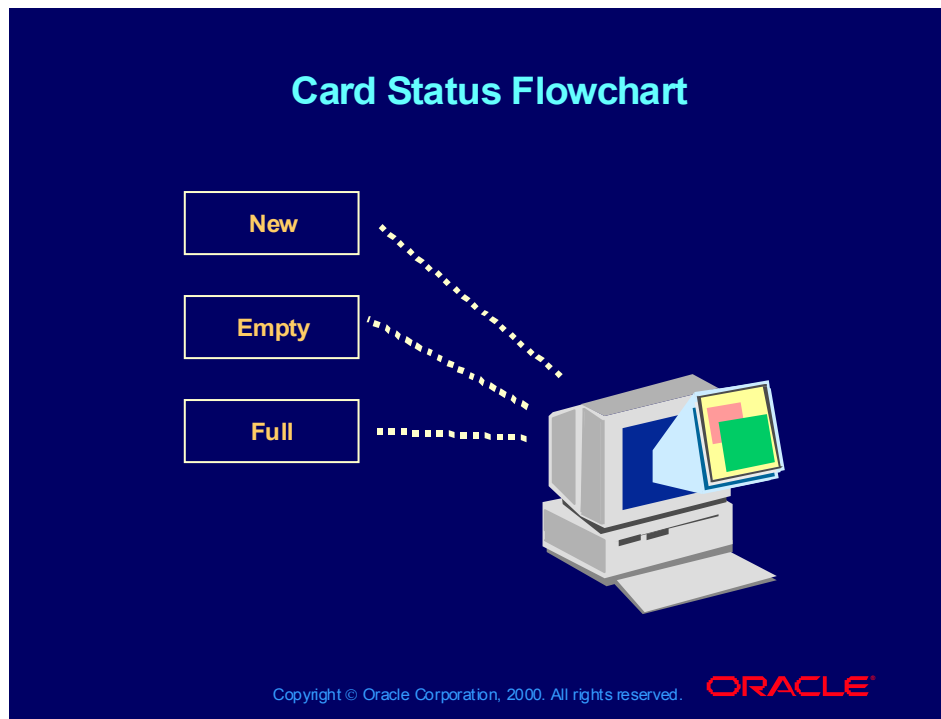 Card Status Flowchart
New
Empty
Full
Copyright © Oracle Corporation, 2000. All rights reserved.
ORACLE®